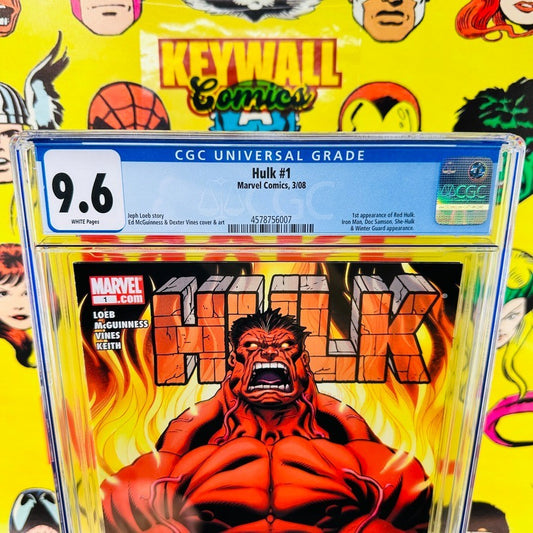 KEYWALL
Comics
CGC UNIVERSAL GRADE
9.6
WHITE Pages
Hulk #1
Marvel Comics, 3/08
Jeph Loeb story
Ed McGuinness & Dexter Vines cover & art
4578756007
1st appearance of Red Hulk.
Iron Man, Doc Samson, She-Hulk
& Winter Guard appearance.
CGC
MARVEL
1 .com
LOEB
McGUINNESS
VINES
KEITH
HULK